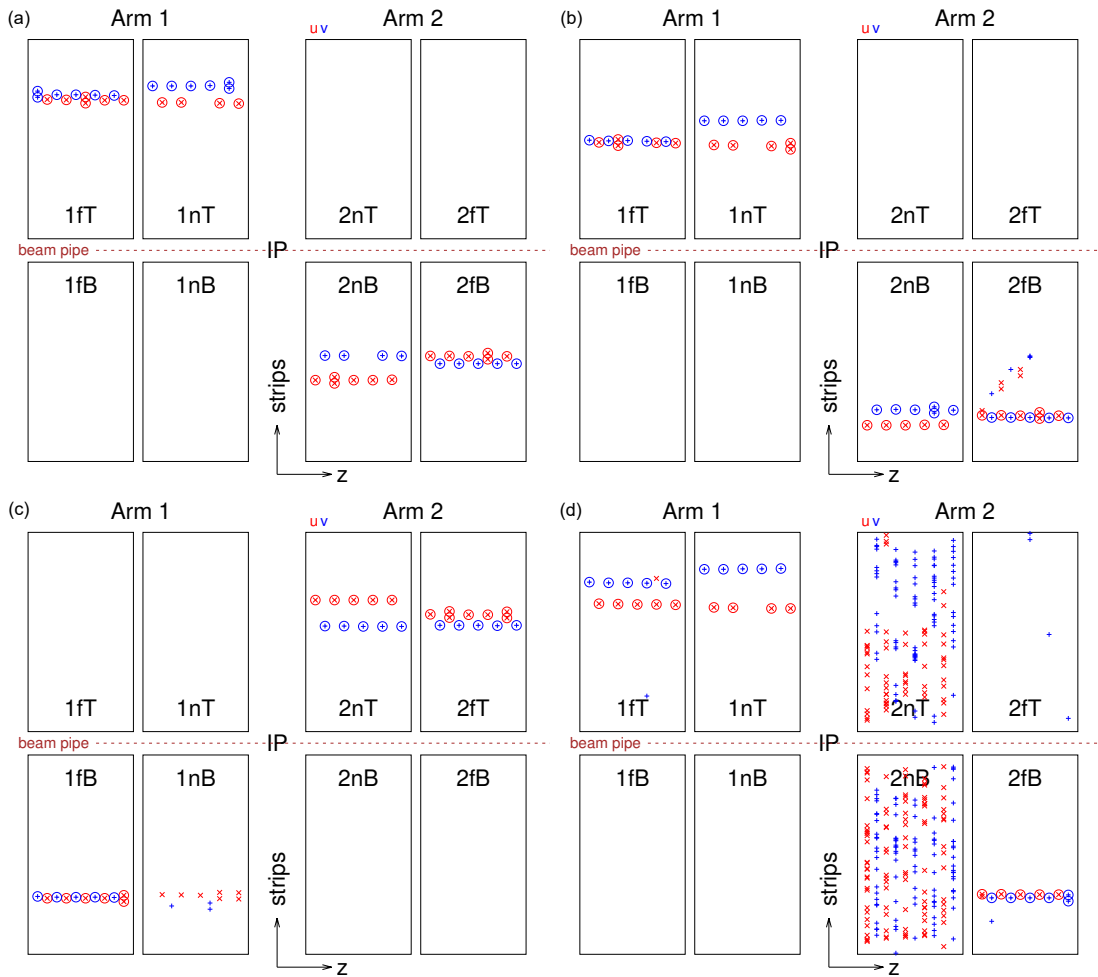 (a) Arm 1 u v Arm 2
1fT 1nT 2nT 2fT
beam pipe IP
1fB 1nB 2nB 2fB
strips
z
(b) Arm 1 u v Arm 2
1fT 1nT 2nT 2fT
beam pipe IP
1fB 1nB 2nB 2fB
strips
z
(c) Arm 1 u v Arm 2
1fT 1nT 2nT 2fT
beam pipe IP
1fB 1nB 2nB 2fB
strips
z
(d) Arm 1 u v Arm 2
1fT 1nT 2nT 2fT
beam pipe IP
1fB 1nB 2nB 2fB
strips
z